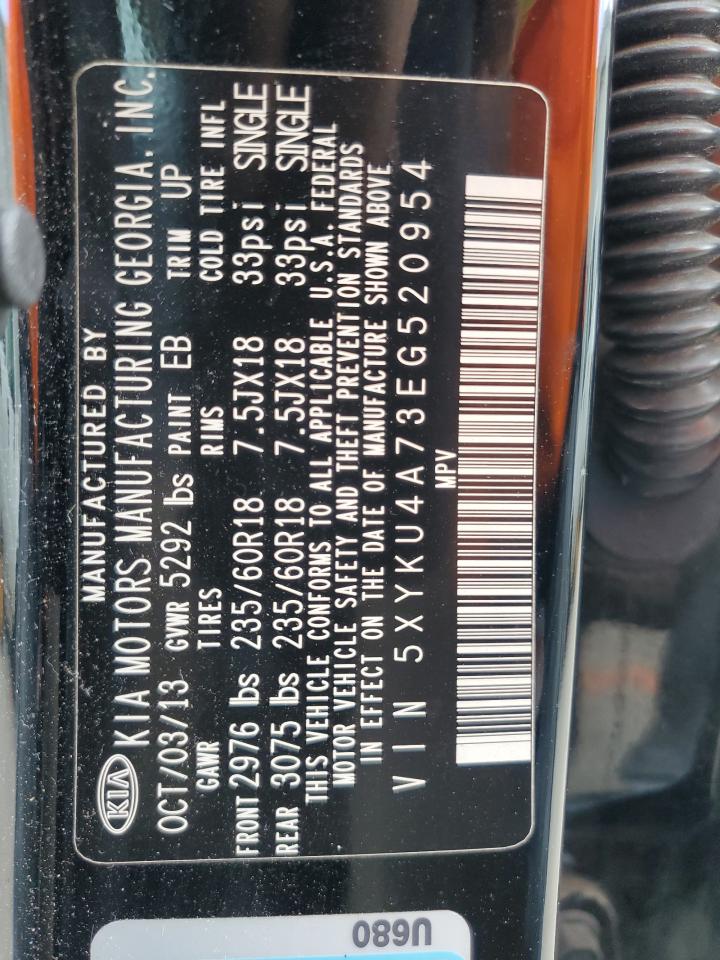 MANUFACTURED BY
KIA KIA MOTORS MANUFACTURING GEORGIA. INC.
OCT/03/13 GVWR 5292 lbs PAINT EB TRIM UP
GAWR TIRES RIMS COLD TIRE INFL
FRONT 2976 lbs 235/60R18 7.5JX18 33psi SINGLE
REAR 3075 lbs 235/60R18 7.5JX18 33psi SINGLE
THIS VEHICLE CONFORMS TO ALL APPLICABLE U.S.A. FEDERAL
MOTOR VEHICLE SAFETY AND THEFT PREVENTION STANDARDS
IN EFFECT ON THE DATE OF MANUFACTURE SHOWN ABOVE
VIN 5XYKU4A73EG520954
MPV
U680